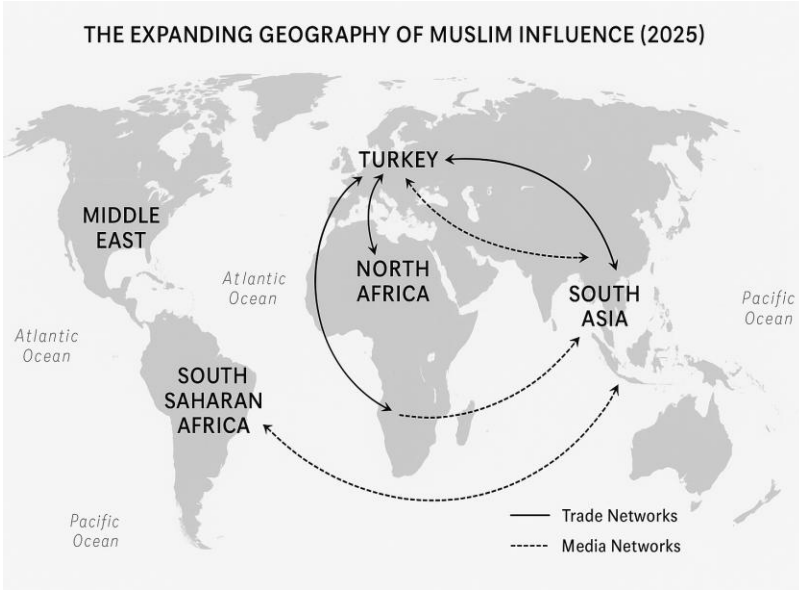 THE EXPANDING GEOGRAPHY OF MUSLIM INFLUENCE (2025)
TURKEY
MIDDLE
EAST
NORTH
AFRICA
Atlantic
Ocean
SOUTH
ASIA
Pacific
Ocean
Atlantic
Ocean
SOUTH
SAHARAN
AFRICA
Pacific
Ocean
Trade Networks
Media Networks